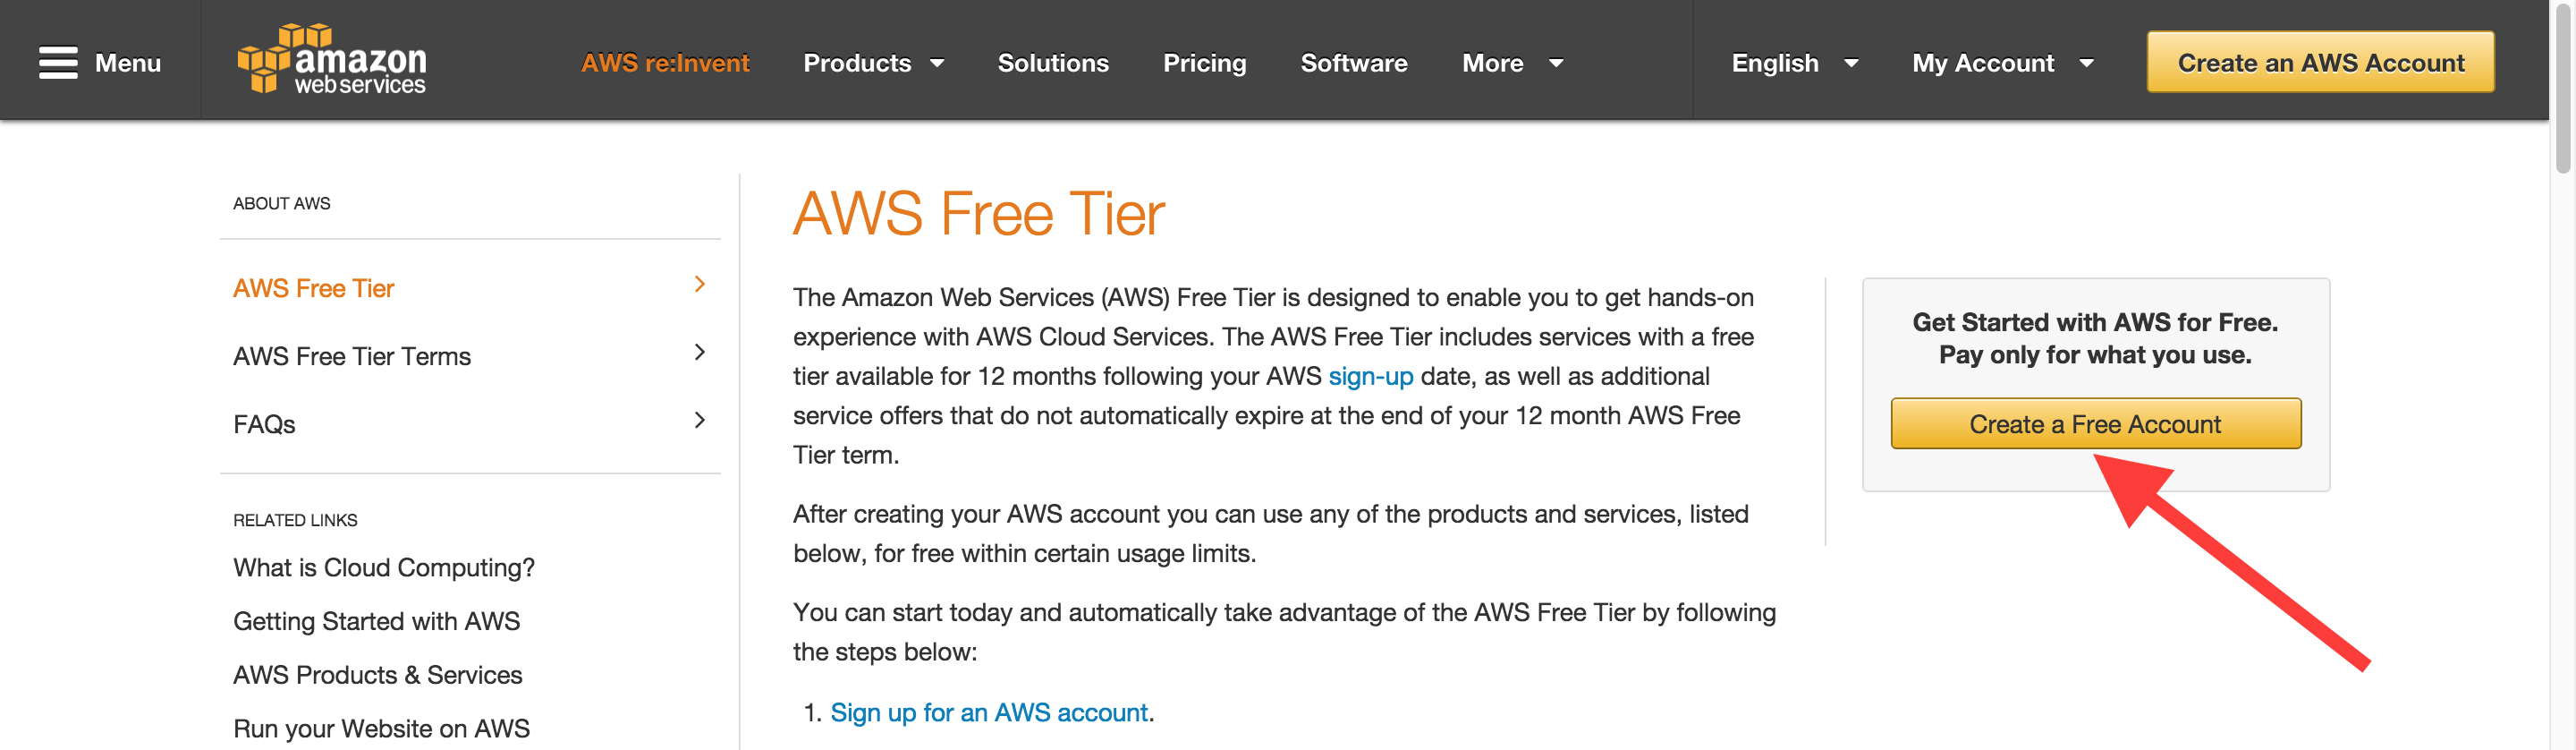 Menu
amazon
webservices
AWS re:Invent
Products
Solutions
Pricing
Software
More
English
My Account
Create an AWS Account
ABOUT AWS
AWS Free Tier
AWS Free Tier Terms
FAQs
RELATED LINKS
What is Cloud Computing?
Getting Started with AWS
AWS Products & Services
Run your Website on AWS
AWS Free Tier
The Amazon Web Services (AWS) Free Tier is designed to enable you to get hands-on
experience with AWS Cloud Services. The AWS Free Tier includes services with a free
tier available for 12 months following your AWS sign-up date, as well as additional
service offers that do not automatically expire at the end of your 12 month AWS Free
Tier term.
After creating your AWS account you can use any of the products and services, listed
below, for free within certain usage limits.
You can start today and automatically take advantage of the AWS Free Tier by following
the steps below:
1. Sign up for an AWS account.
Get Started with AWS for Free.
Pay only for what you use.
Create a Free Account